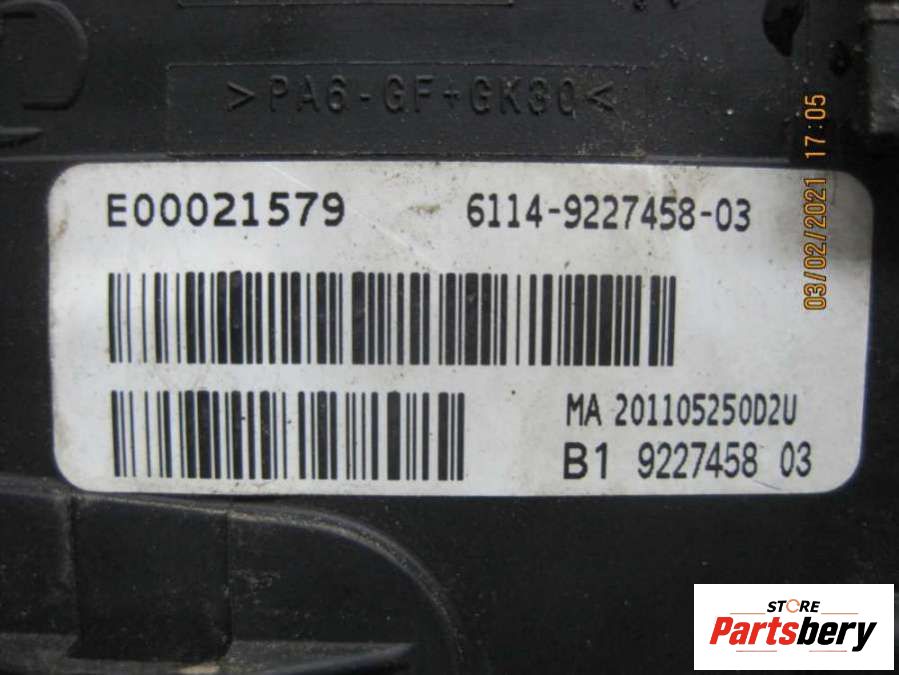 >PA6-GF+GK30<
E00021579 6114-9227458-03
MA 201105250D2U
B1 9227458 03
03/02/2021 17:05
STORE
Partsbery